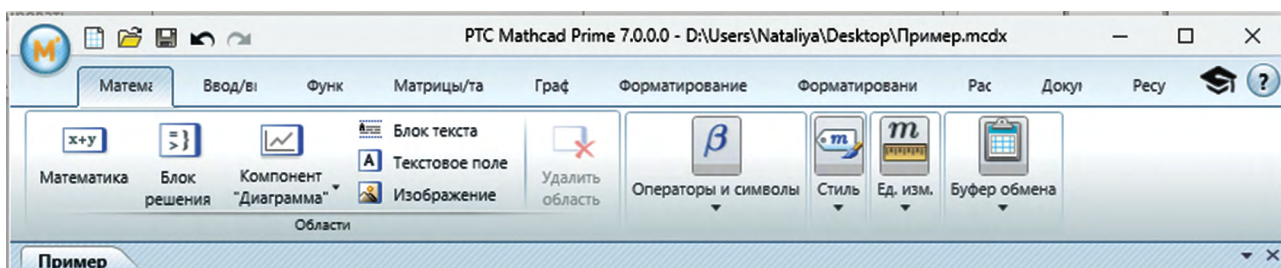 PTC Mathcad Prime 7.0.0.0 - D:\Users\Nataliya\Desktop\Пример.mcdx
Матема Ввод/вы Функ Матрицы/та Граф Форматирование Форматировани Рас Докум Ресу
x+y
Математика
Блок
решения
Компонент
"Диаграмма"
Блок текста
A Текстовое поле
Изображение
Удалить
область
Области
β
Операторы и символы
m
Стиль
m
Ед. изм.
Буфер обмена
Пример